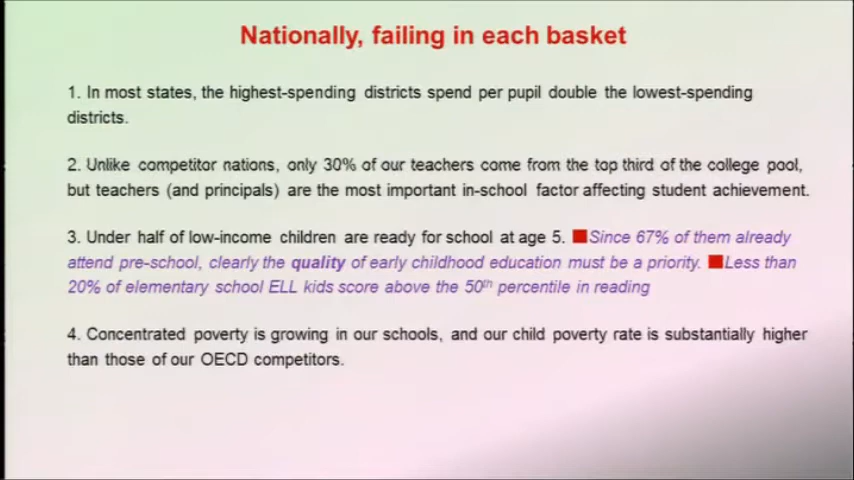 Nationally, failing in each basket
1. In most states, the highest-spending districts spend per pupil double the lowest-spending
districts.
2. Unlike competitor nations, only 30% of our teachers come from the top third of the college pool,
but teachers (and principals) are the most important in-school factor affecting student achievement.
3. Under half of low-income children are ready for school at age 5. ■Since 67% of them already
attend pre-school, clearly the quality of early childhood education must be a priority. ■Less than
20% of elementary school ELL kids score above the 50th percentile in reading
4. Concentrated poverty is growing in our schools, and our child poverty rate is substantially higher
than those of our OECD competitors.